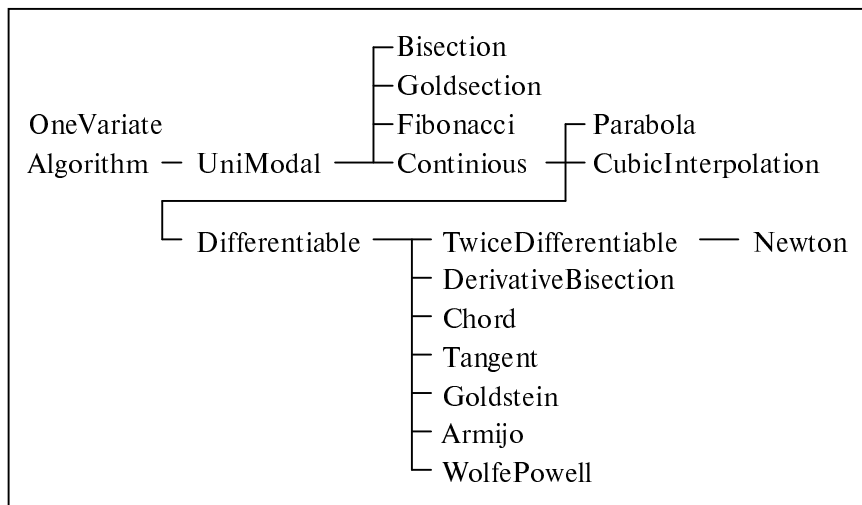 Bisection
Goldsection
OneVariate Fibonacci Parabola
Algorithm UniModal Continious CubicInterpolation
Differentiable TwiceDifferentiable Newton
DerivativeBisection
Chord
Tangent
Goldstein
Armijo
WolfePowell